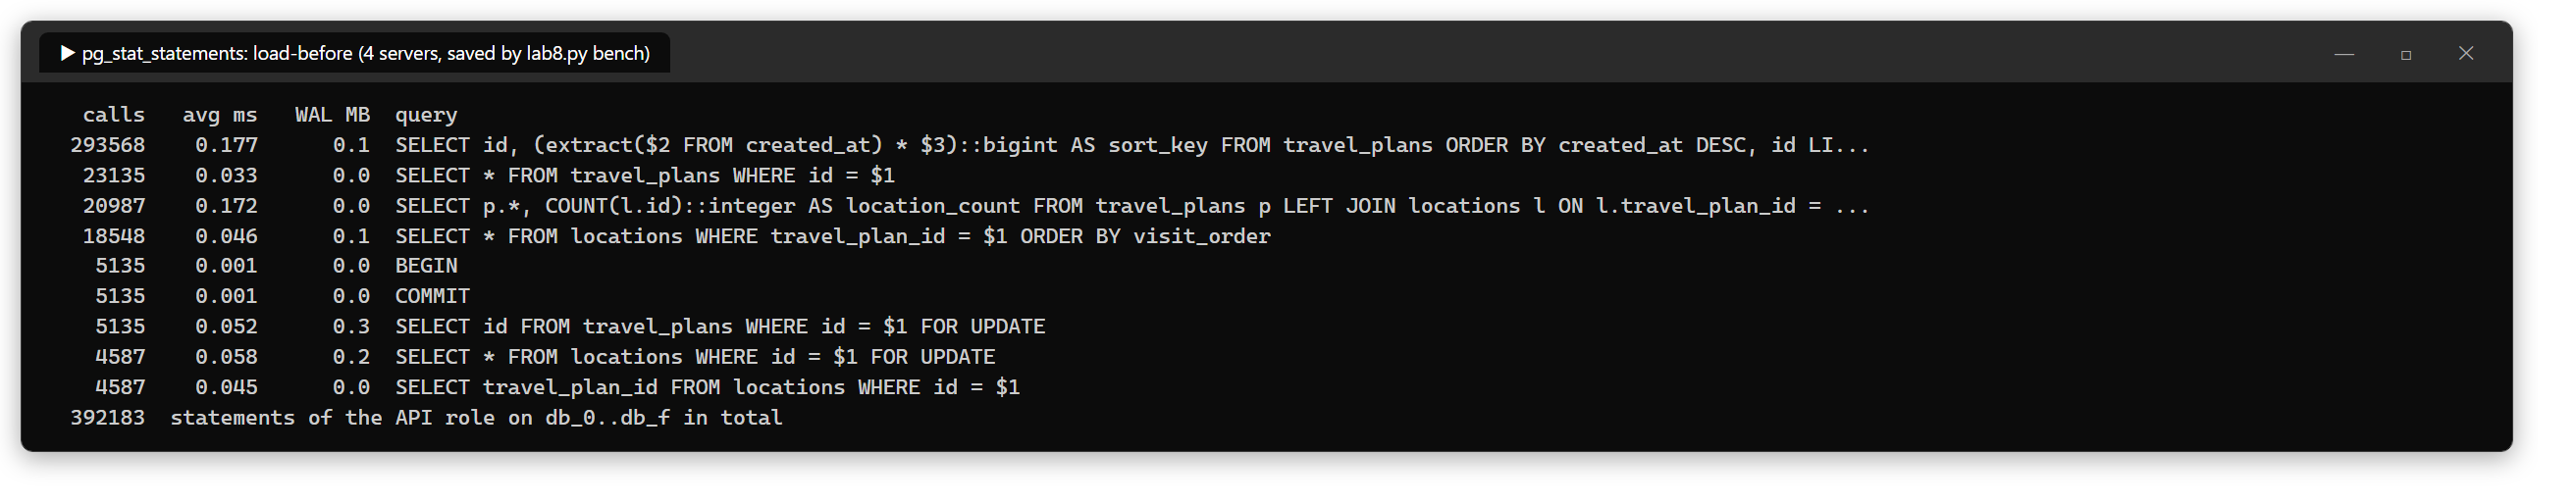 ▶ pg_stat_statements: load-before (4 servers, saved by lab8.py bench)
calls avg ms WAL MB query
293568 0.177 0.1 SELECT id, (extract($2 FROM created_at) * $3)::bigint AS sort_key FROM travel_plans ORDER BY created_at DESC, id LI...
23135 0.033 0.0 SELECT * FROM travel_plans WHERE id = $1
20987 0.172 0.0 SELECT p.*, COUNT(l.id)::integer AS location_count FROM travel_plans p LEFT JOIN locations l ON l.travel_plan_id = ...
18548 0.046 0.1 SELECT * FROM locations WHERE travel_plan_id = $1 ORDER BY visit_order
5135 0.001 0.0 BEGIN
5135 0.001 0.0 COMMIT
5135 0.052 0.3 SELECT id FROM travel_plans WHERE id = $1 FOR UPDATE
4587 0.058 0.2 SELECT * FROM locations WHERE id = $1 FOR UPDATE
4587 0.045 0.0 SELECT travel_plan_id FROM locations WHERE id = $1
392183 statements of the API role on db_0..db_f in total